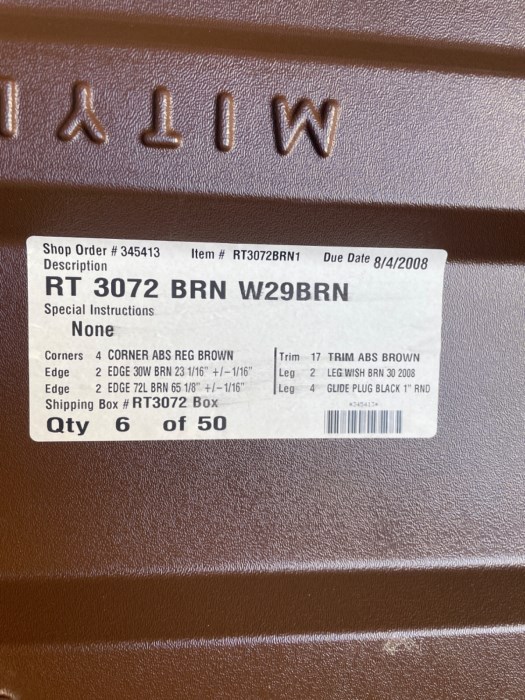 MITYL
Shop Order # 345413 Item # RT3072BRN1 Due Date 8/4/2008
Description
RT 3072 BRN W29BRN
Special Instructions
None
Corners 4 CORNER ABS REG BROWN
Edge 2 EDGE 30W BRN 23 1/16" +/-1/16"
Edge 2 EDGE 72L BRN 65 1/8" +/-1/16"
Trim 17 TRIM ABS BROWN
Leg 2 LEG WISH BRN 30 2008
Leg 4 GLIDE PLUG BLACK 1" RND
Shipping Box # RT3072 Box
*345413*
Qty 6 of 50